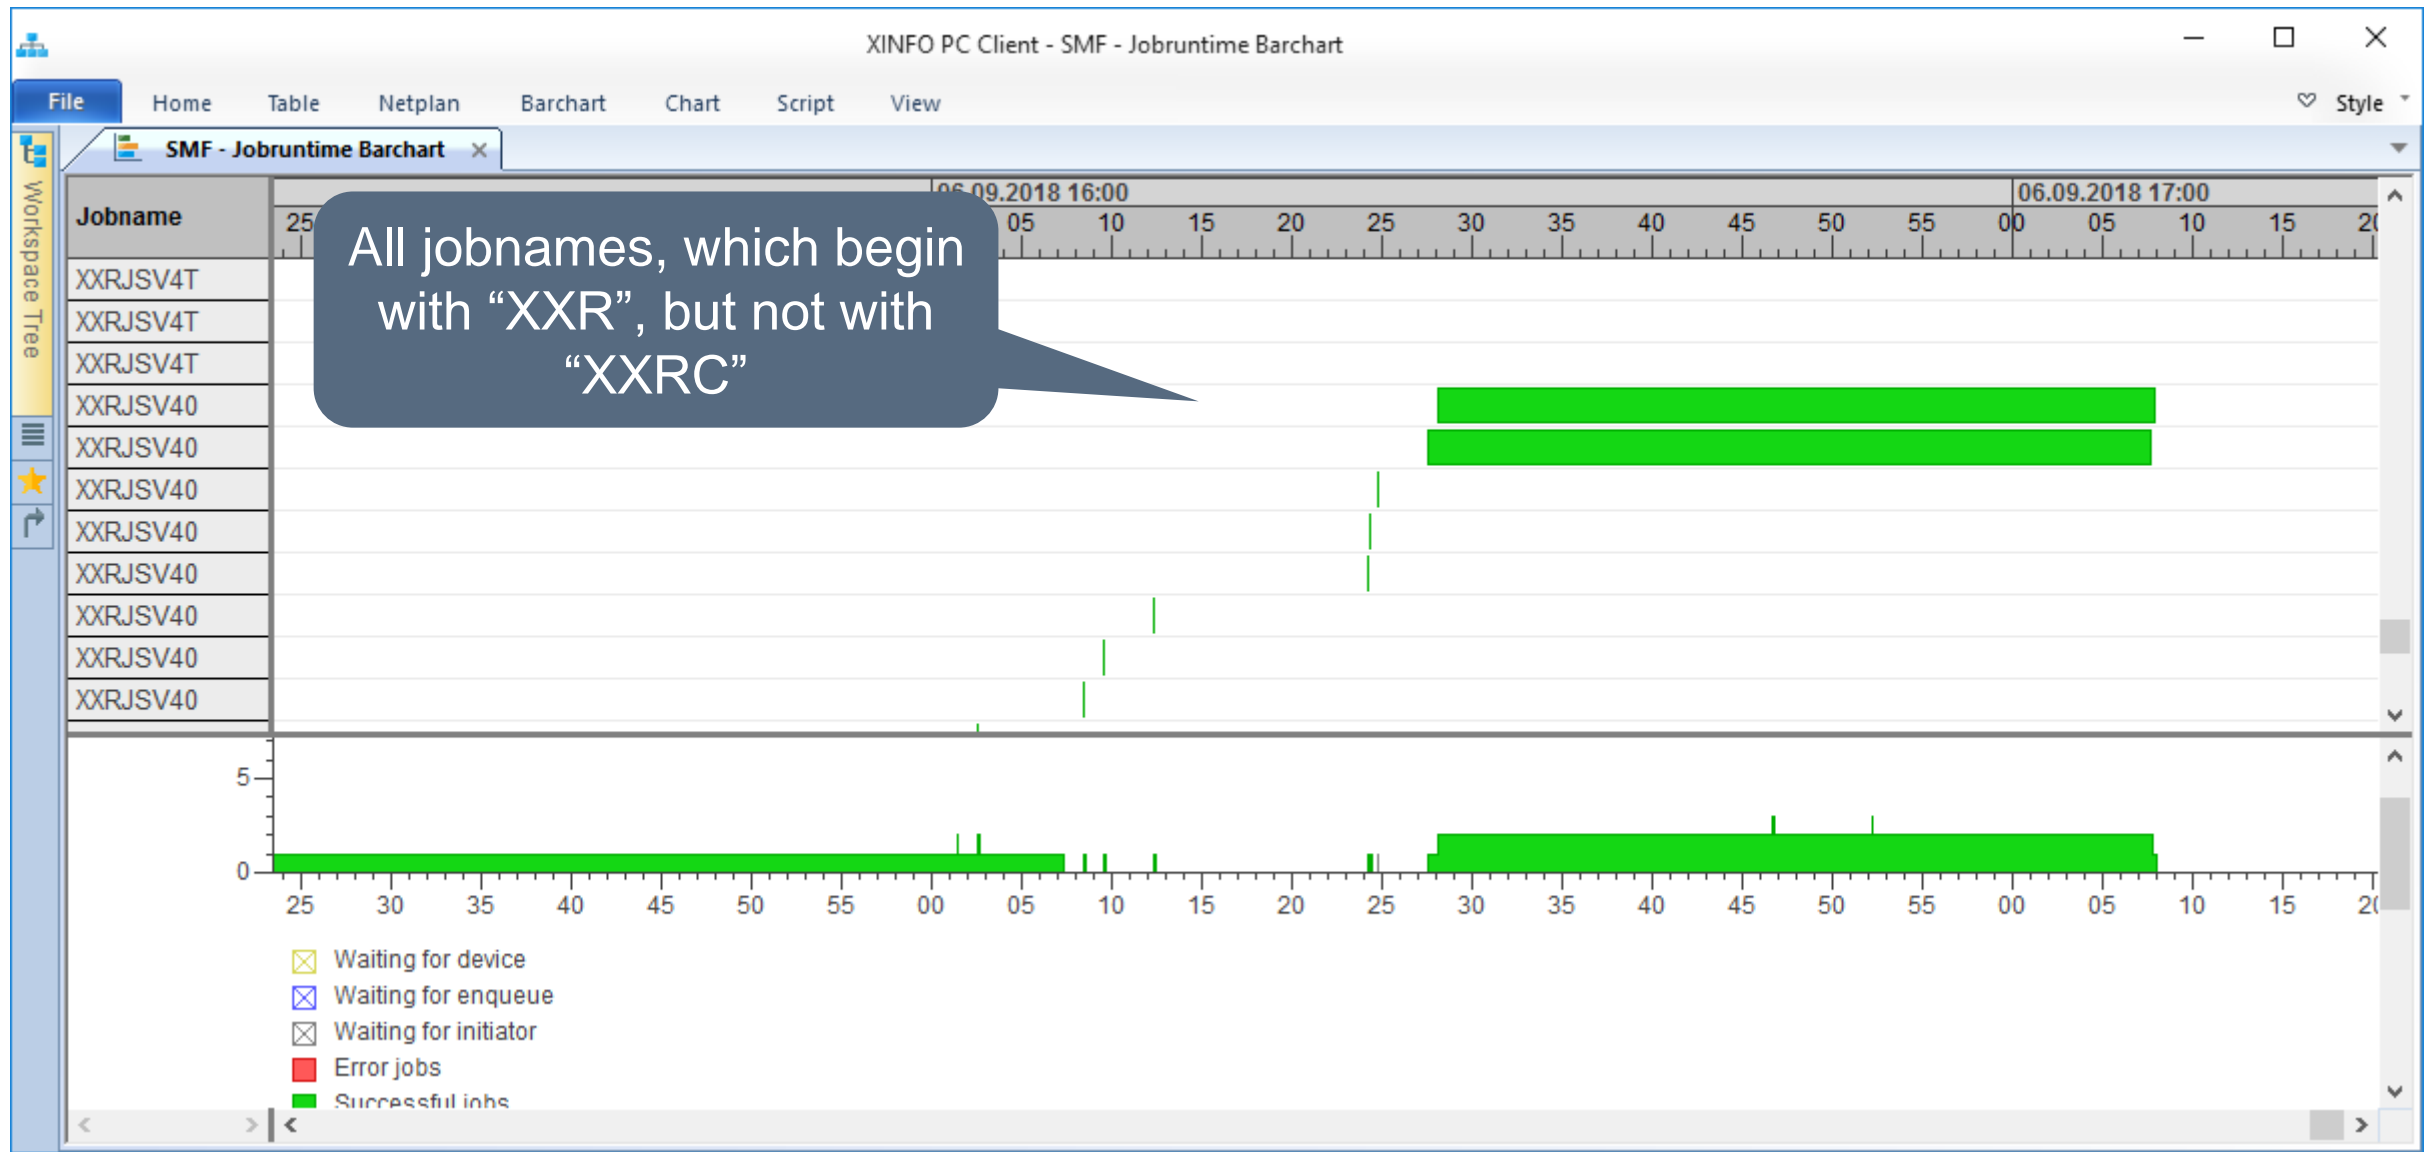 XINFO PC Client - SMF - Jobruntime Barchart
File Home Table Netplan Barchart Chart Script View Style
SMF - Jobruntime Barchart
Workspace Tree
Jobname
06.09.2018 16:00 06.09.2018 17:00
25 05 10 15 20 25 30 35 40 45 50 55 00 05 10 15 20
All jobnames, which begin
with “XXR”, but not with
“XXRC”
XXRJSV4T
XXRJSV4T
XXRJSV4T
XXRJSV40
XXRJSV40
XXRJSV40
XXRJSV40
XXRJSV40
XXRJSV40
XXRJSV40
XXRJSV40
5
0
25 30 35 40 45 50 55 00 05 10 15 20 25 30 35 40 45 50 55 00 05 10 15 20
Waiting for device
Waiting for enqueue
Waiting for initiator
Error jobs
Successful jobs